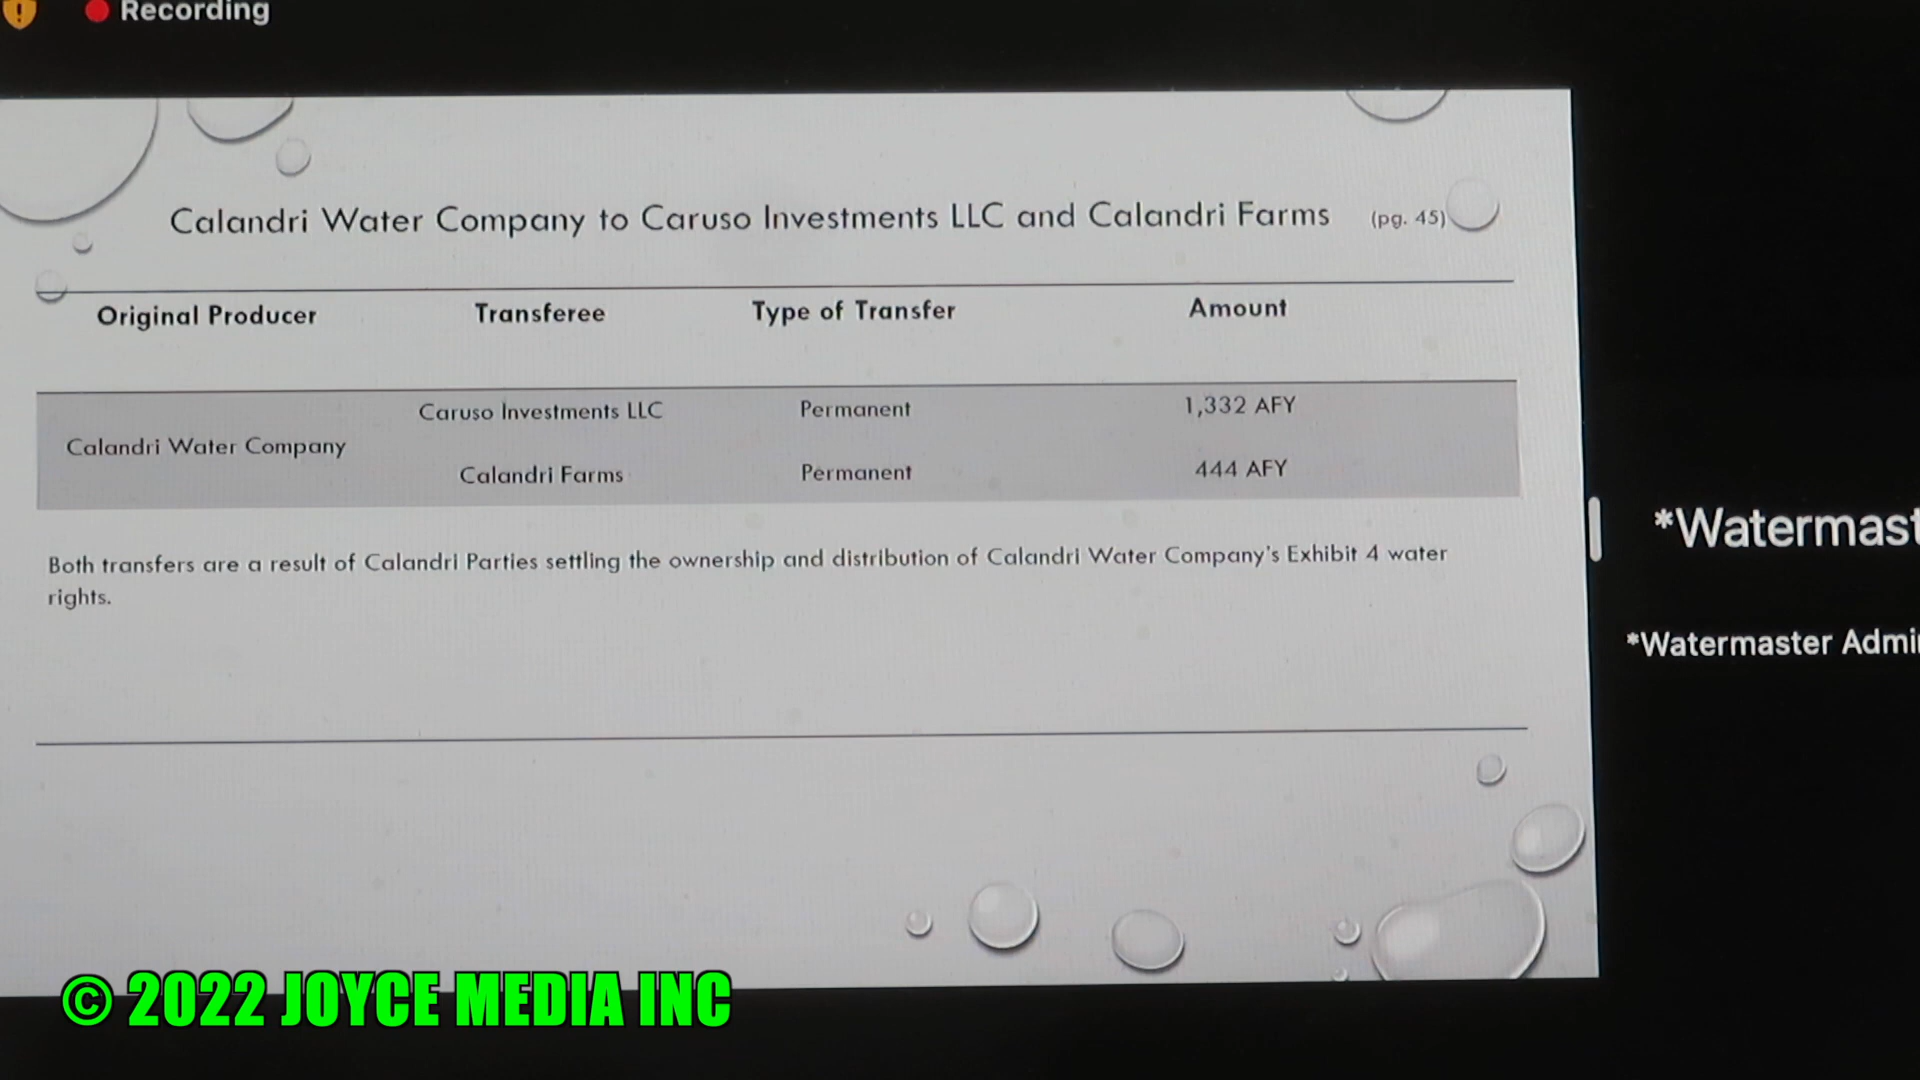 Recording
Calandri Water Company to Caruso Investments LLC and Calandri Farms (pg. 45)
Original Producer Transferee Type of Transfer Amount
Caruso Investments LLC Permanent 1,332 AFY
Calandri Water Company
Calandri Farms Permanent 444 AFY
Both transfers are a result of Calandri Parties settling the ownership and distribution of Calandri Water Company's Exhibit 4 water
rights.
*Watermast
*Watermaster Admi
© 2022 JOYCE MEDIA INC